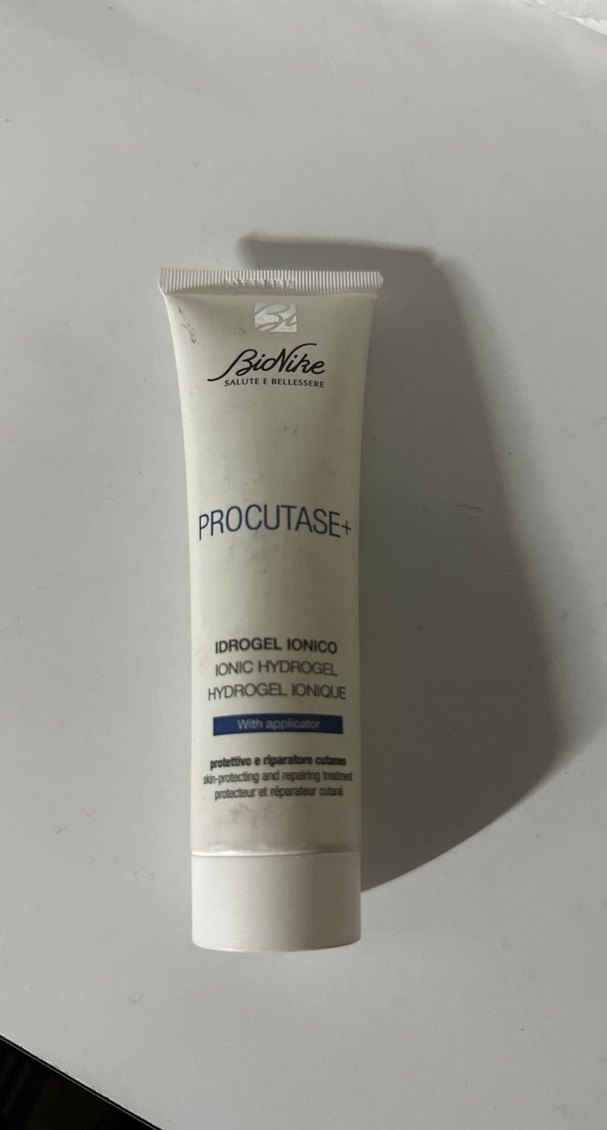 BioNike
SALUTE E BELLESSERE
PROCUTASE+
IDROGEL IONICO
IONIC HYDROGEL
HYDROGEL IONIQUE
With applicator
protettivo e riparatore cutaneo
skin-protecting and repairing treatment
protecteur et réparateur cutané